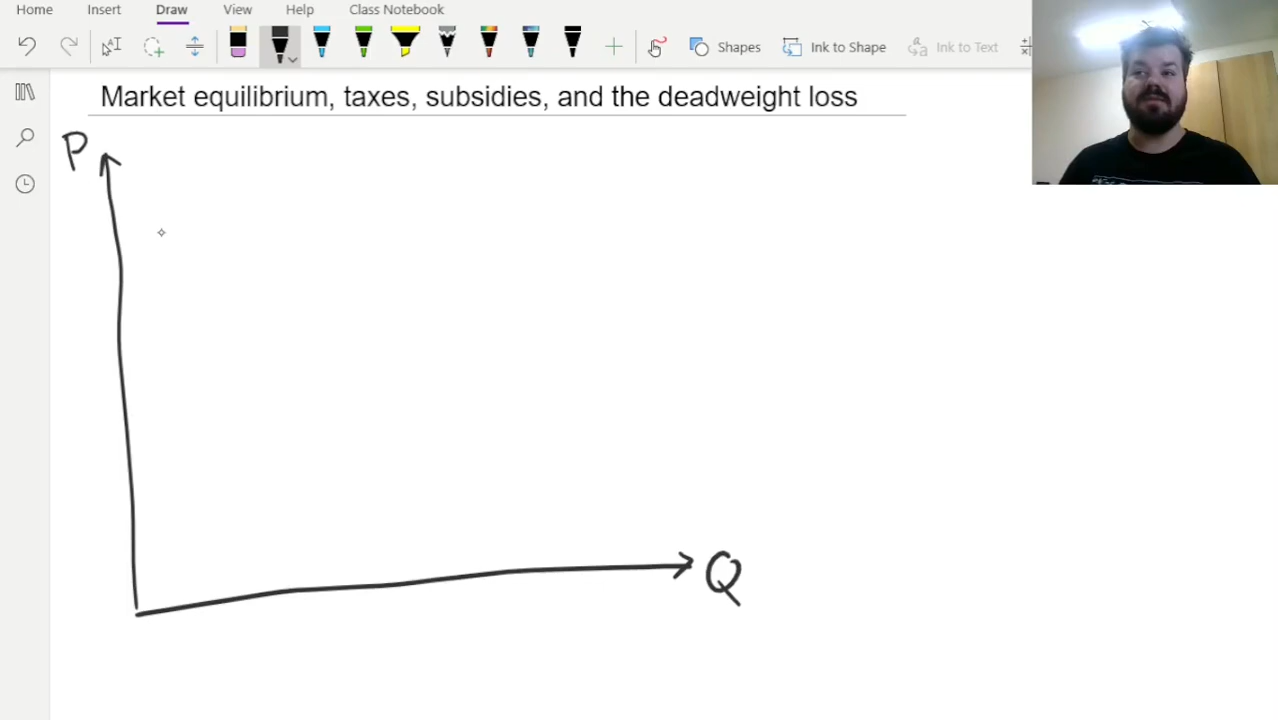 Home Insert Draw View Help Class Notebook
Shapes Ink to Shape Ink to Text
Market equilibrium, taxes, subsidies, and the deadweight loss
P
Q